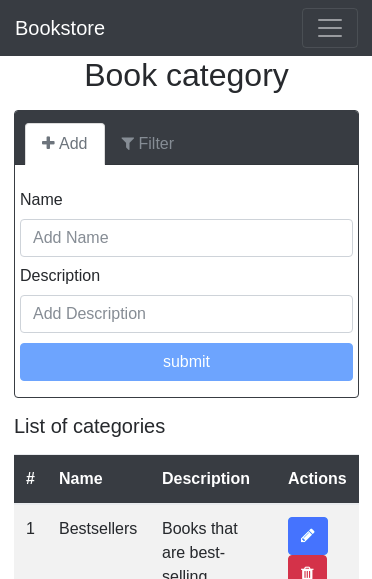 Bookstore
Book category
Add Filter
Name
Add Name
Description
Add Description
submit
List of categories
# Name Description Actions
1 Bestsellers Books that
are best-
selling